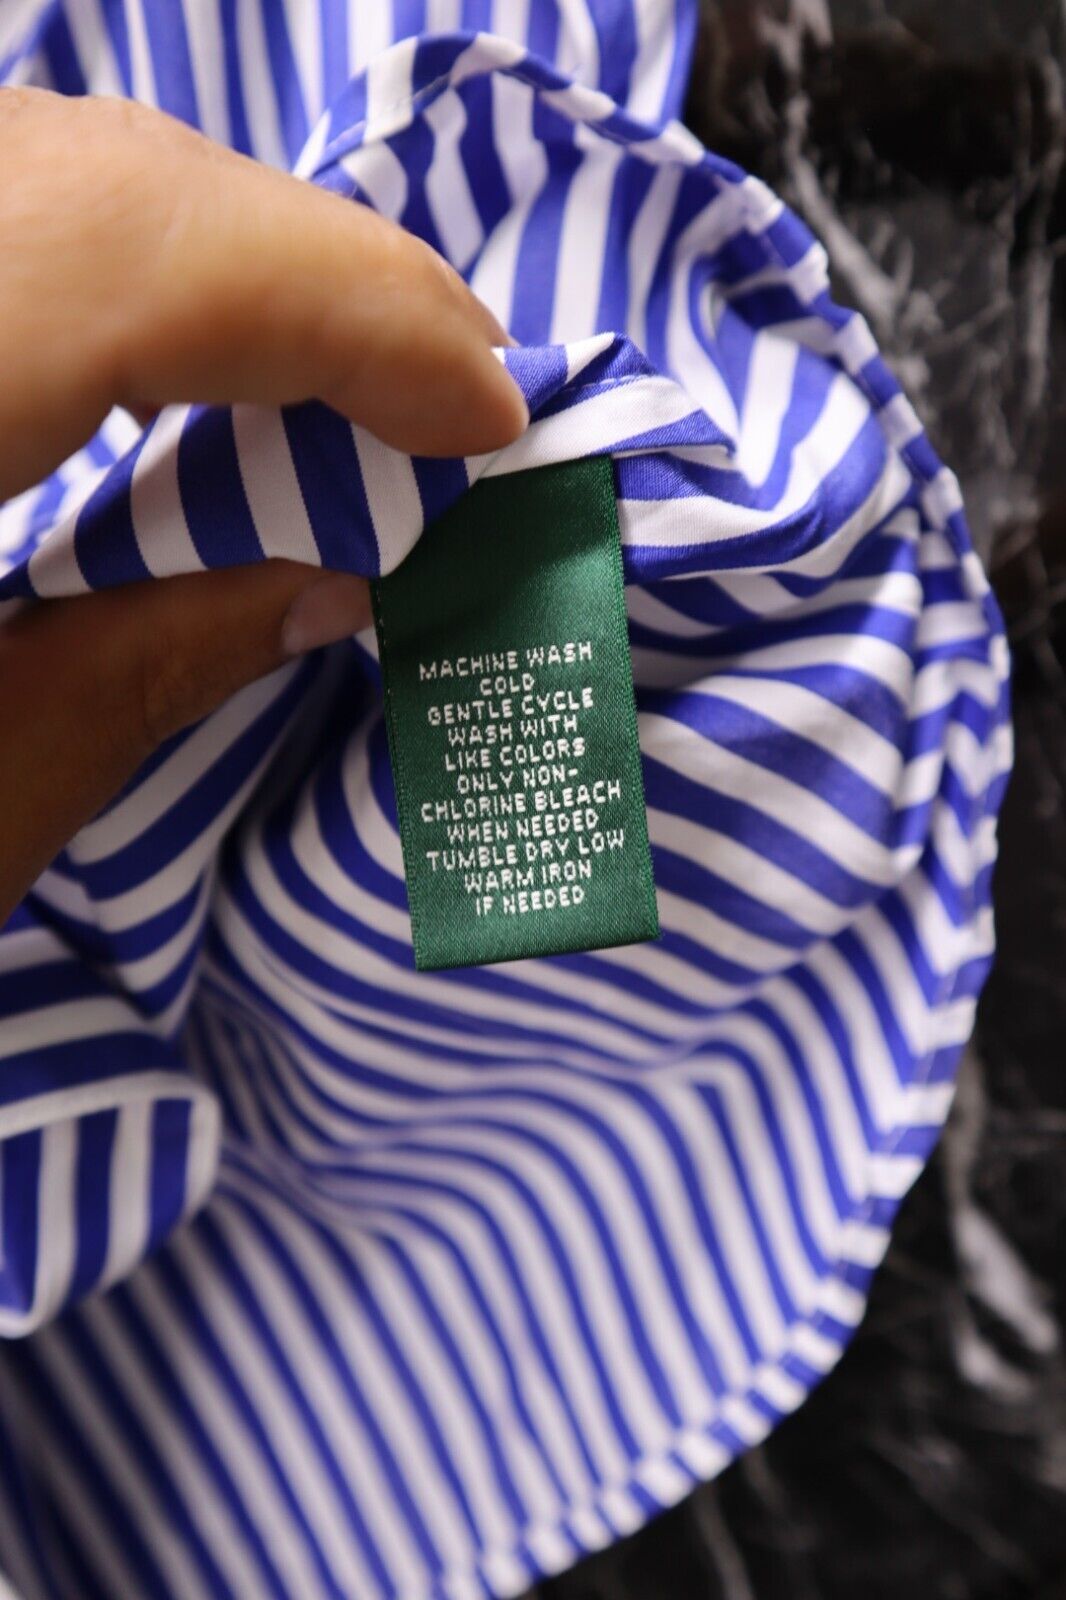 MACHINE WASH
COLD
GENTLE CYCLE
WASH WITH
LIKE COLORS
ONLY NON-
CHLORINE BLEACH
WHEN NEEDED
TUMBLE DRY LOW
WARM IRON
IF NEEDED